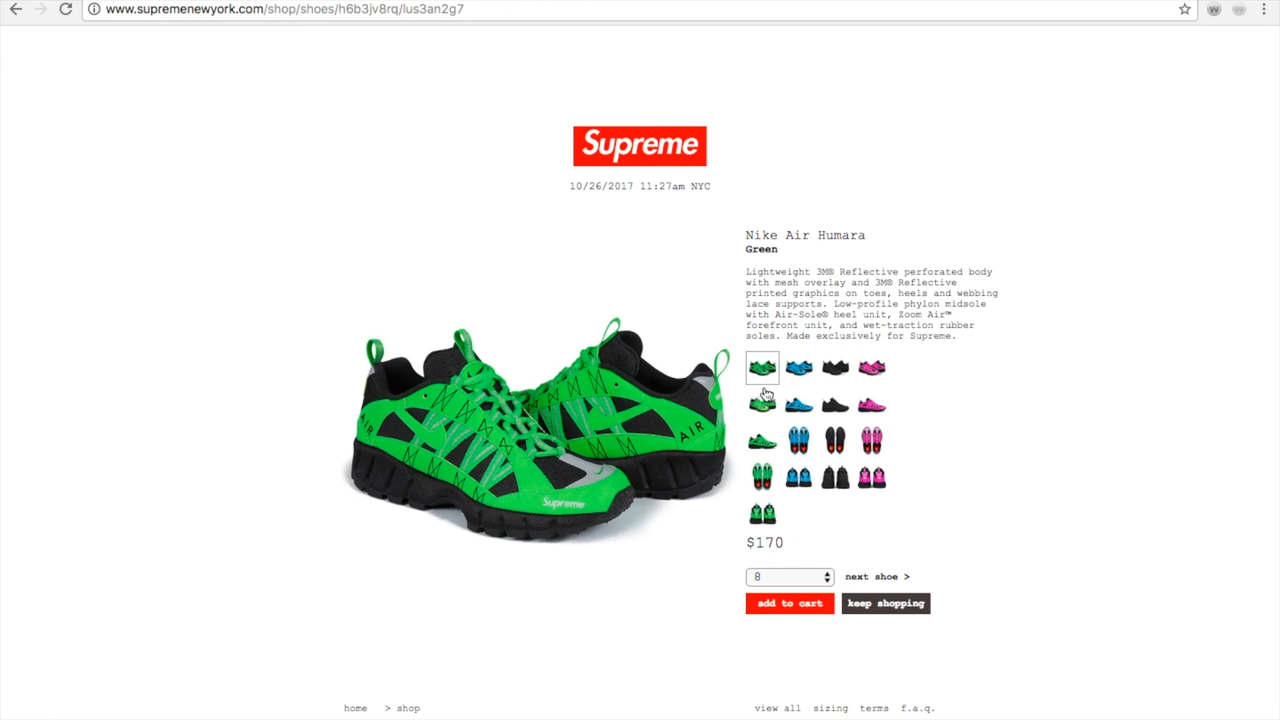 www.supremenewyork.com/shop/shoes/h6b3jv8rq/lus3an2g7
Supreme
10/26/2017 11:27am NYC
Nike Air Humara
Green
Lightweight 3M® Reflective perforated body
with mesh overlay and 3M® Reflective
printed graphics on toes, heels and webbing
lace supports. Low-profile phylon midsole
with Air-Sole® heel unit, Zoom Air™
forefront unit, and wet-traction rubber
soles. Made exclusively for Supreme.
AIR
AIR
Supreme
$170
8
next shoe >
add to cart
keep shopping
home > shop
view all sizing terms f.a.q.